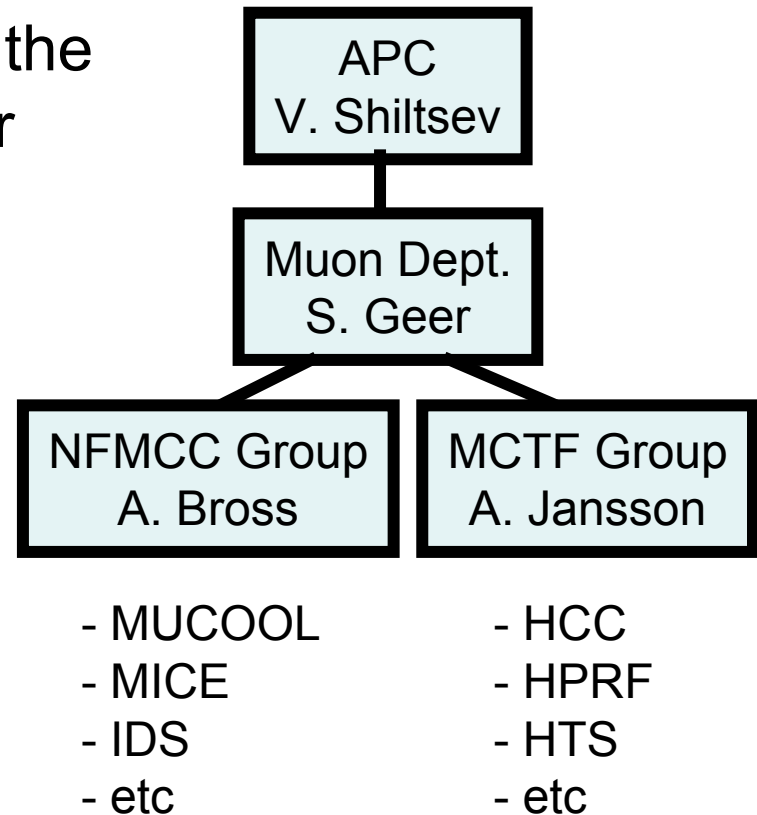 the
r
APC
V. Shiltsev
Muon Dept.
S. Geer
NFMCC Group
A. Bross
MCTF Group
A. Jansson
- MUCOOL
- MICE
- IDS
- etc
- HCC
- HPRF
- HTS
- etc